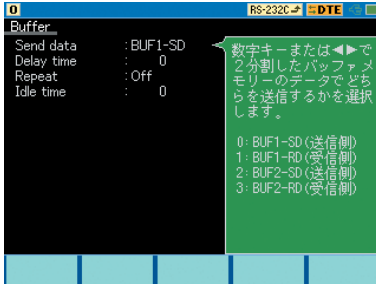 0 RS-232C DTE
Buffer
Send data :BUF1-SD
Delay time : 0
Repeat :Off
Idle time : 0
数字キーまたは◀▶で
2分割したバッファメ
モリーのデータでどち
らを送信するかを選択
します。
0:BUF1-SD(送信側)
1:BUF1-RD(受信側)
2:BUF2-SD(送信側)
3:BUF2-RD(受信側)